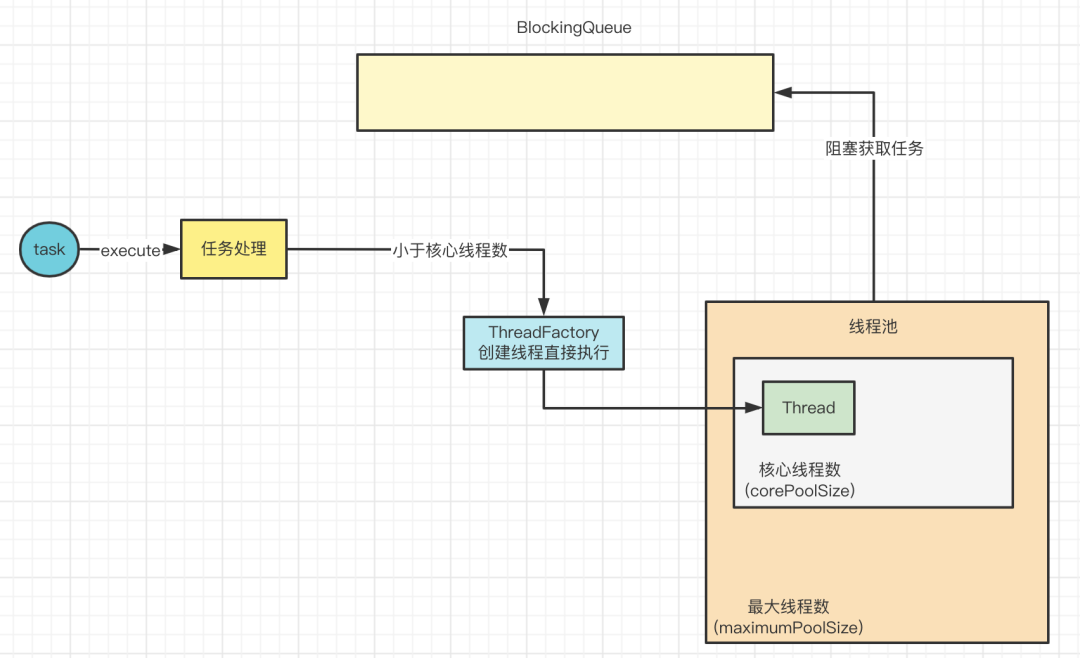 BlockingQueue
阻塞获取任务
task
execute
任务处理
小于核心线程数
ThreadFactory
创建线程直接执行
线程池
Thread
核心线程数
(corePoolSize)
最大线程数
(maximumPoolSize)